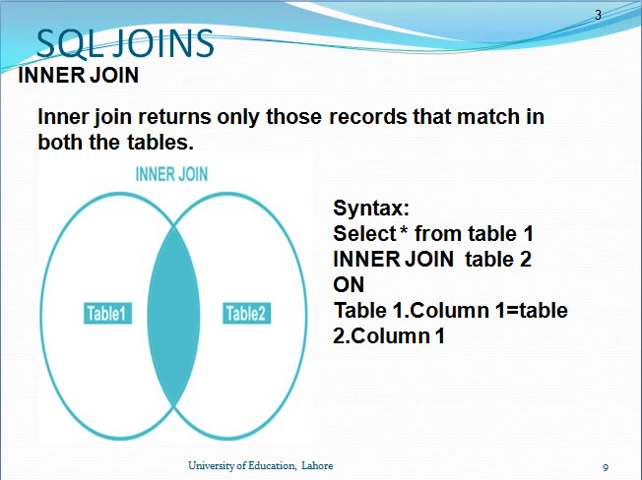 3
SQL JOINS
INNER JOIN
Inner join returns only those records that match in
both the tables.
INNER JOIN
Table1
Table2
Syntax:
Select * from table 1
INNER JOIN table 2
ON
Table 1.Column 1=table
2.Column 1
University of Education, Lahore
9